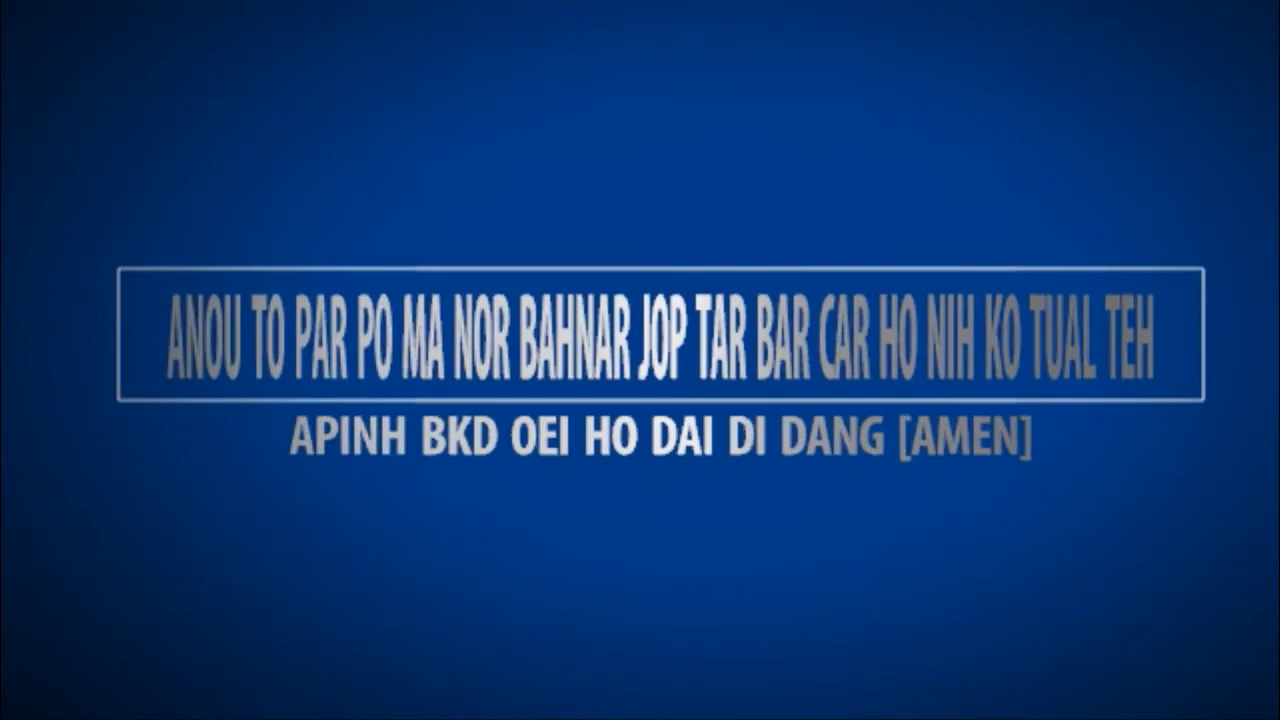 ANOU TO PAR PO MA NOR BAHNAR JOP TAR BAR CAR HO NIH KO TUAL TEH
APINH BKD OEI HO DAI DI DANG [AMEN]